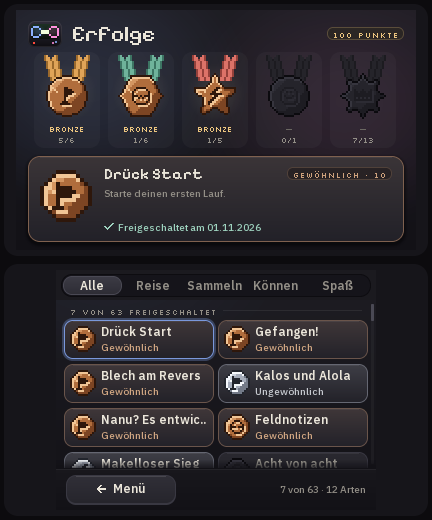 Erfolge
100 PUNKTE
BRONZE
5/6
BRONZE
1/6
BRONZE
1/5
—
0/1
—
7/13
Drück Start
GEWÖHNLICH · 10
Starte deinen ersten Lauf.
Freigeschaltet am 01.11.2026
Alle Reise Sammeln Können Spaß
7 VON 63 FREIGESCHALTET
Drück Start
Gewöhnlich
Gefangen!
Gewöhnlich
Blech am Revers
Gewöhnlich
Kalos und Alola
Ungewöhnlich
Nanu? Es entwic..
Gewöhnlich
Feldnotizen
Gewöhnlich
Makelloser Sieg
Acht von acht
← Menü
7 von 63 · 12 Arten